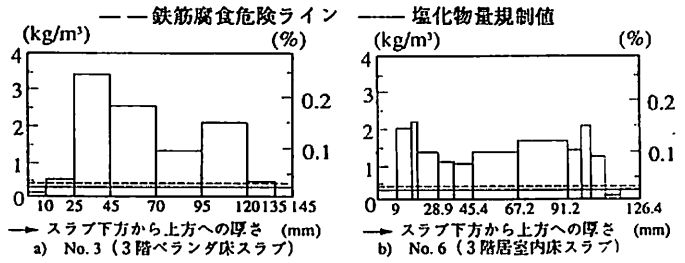 鉄筋腐食危険ライン 塩化物量規制値
(kg/m³) (%) (kg/m³) (%)
4
3
2
1
0
0.2
0.1
10 25 45 70 95 120 135 145
4
3
2
1
0
0.2
0.1
9 28.9 45.4 67.2 91.2 126.4
→ スラブ下方から上方への厚さ (mm) → スラブ下方から上方への厚さ (mm)
a) No.3 (3階ベランダ床スラブ) b) No.6 (3階居室内床スラブ)